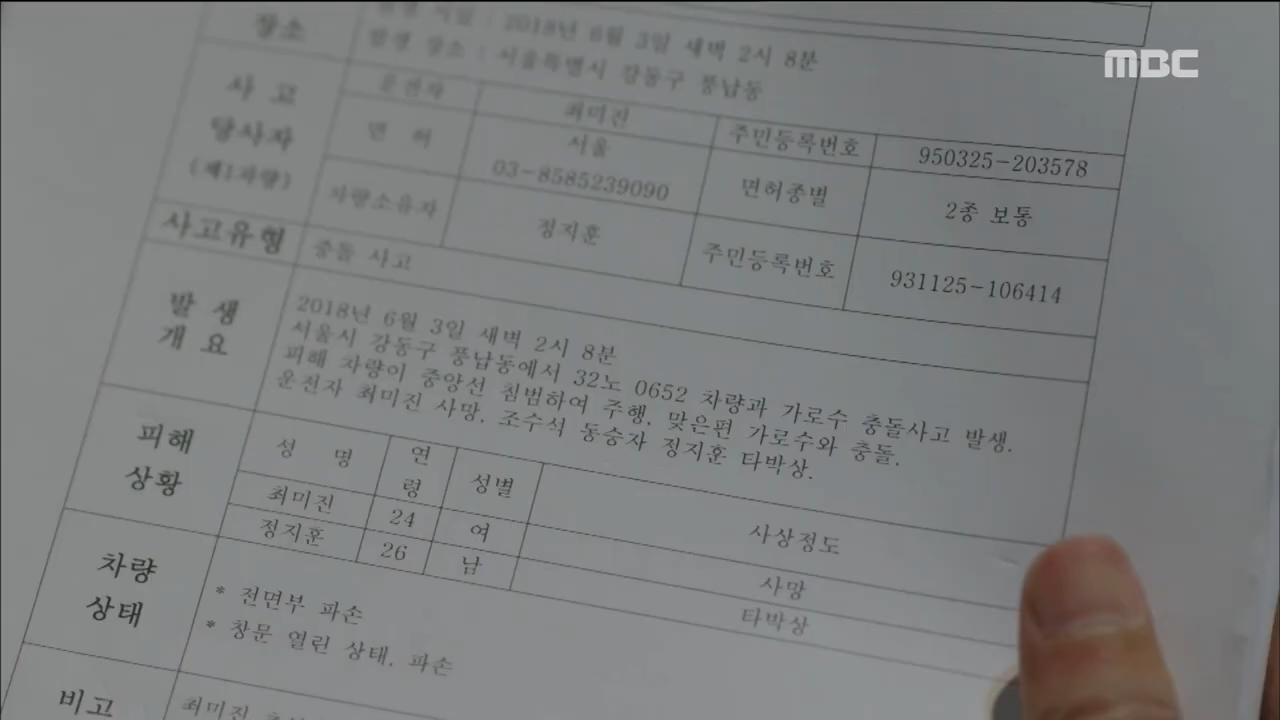 MBC
장소
발생 시일 : 2018년 6월 3일 새벽 2시 8분
발생 장소 : 서울특별시 강동구 풍납동
사 고
당사자
(제1차량)
운전자
최미진
주민등록번호
950325-203578
면 허
서울
03-8585239090
면허종별
2종 보통
차량소유자
정지훈
주민등록번호
931125-106414
사고유형
충돌 사고
발 생
개 요
2018년 6월 3일 새벽 2시 8분
서울시 강동구 풍납동에서 32노 0652 차량과 가로수 충돌사고 발생.
피해 차량이 중앙선 침범하여 주행, 맞은편 가로수와 충돌.
운전자 최미진 사망, 조수석 동승자 정지훈 타박상.
피해
상황
성 명
연
령
성별
사상정도
최미진
24
여
사망
정지훈
26
남
타박상
차량
상태
* 전면부 파손
* 창문 열린 상태, 파손
비고
최미진